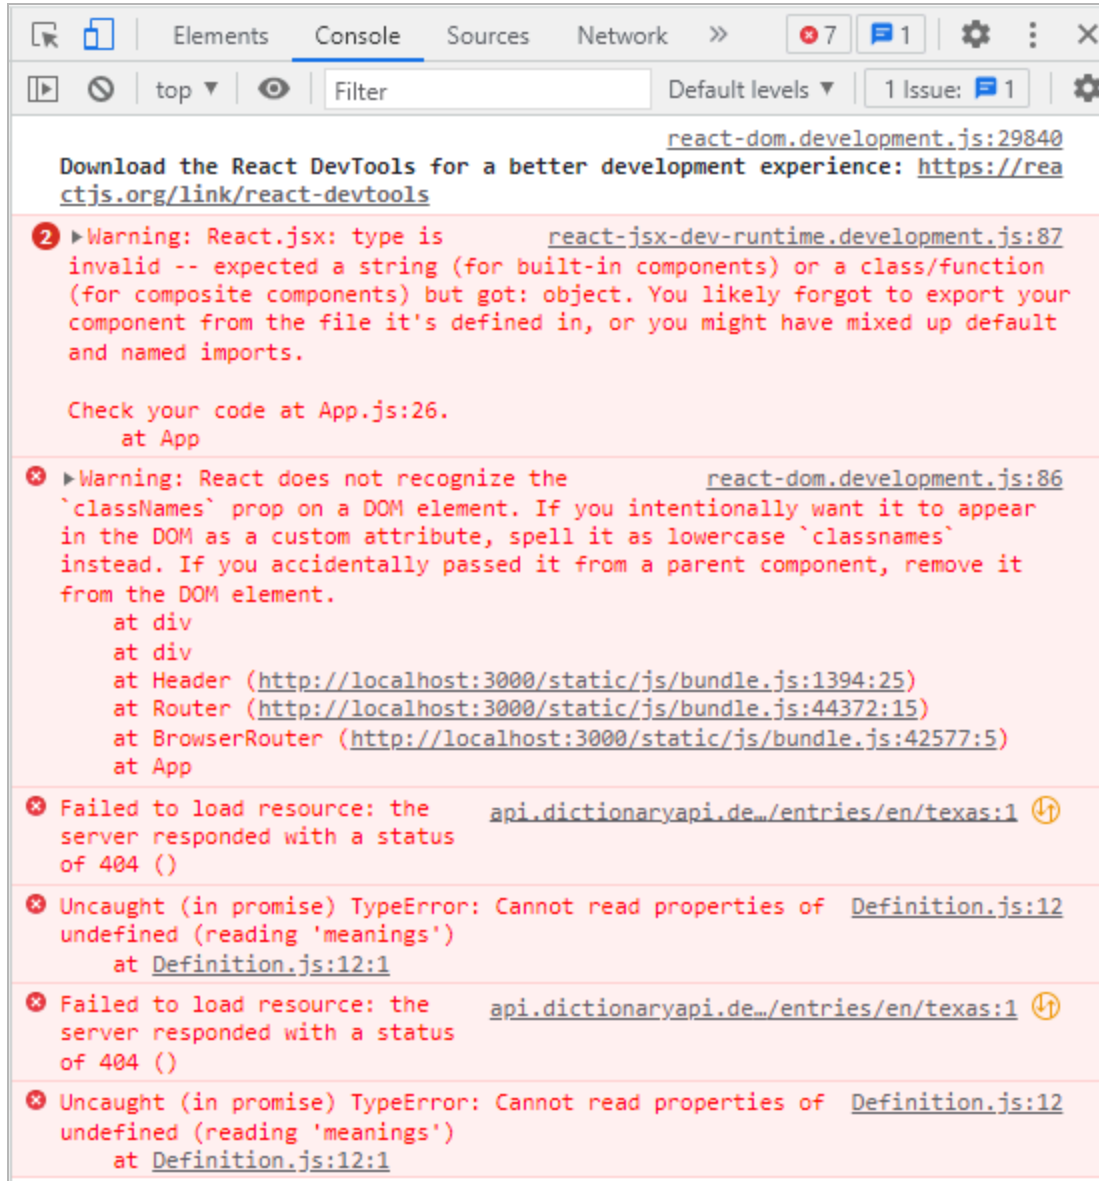 Elements Console Sources Network » 7 1
top ▼ Filter Default levels ▼ 1 Issue: 1
react-dom.development.js:29840
Download the React DevTools for a better development experience: https://rea
ctjs.org/link/react-devtools
2 ▶Warning: React.jsx: type is react-jsx-dev-runtime.development.js:87
invalid -- expected a string (for built-in components) or a class/function
(for composite components) but got: object. You likely forgot to export your
component from the file it's defined in, or you might have mixed up default
and named imports.
Check your code at App.js:26.
at App
▶Warning: React does not recognize the react-dom.development.js:86
`classNames` prop on a DOM element. If you intentionally want it to appear
in the DOM as a custom attribute, spell it as lowercase `classnames`
instead. If you accidentally passed it from a parent component, remove it
from the DOM element.
at div
at div
at Header (http://localhost:3000/static/js/bundle.js:1394:25)
at Router (http://localhost:3000/static/js/bundle.js:44372:15)
at BrowserRouter (http://localhost:3000/static/js/bundle.js:42577:5)
at App
Failed to load resource: the api.dictionaryapi.de…/entries/en/texas:1
server responded with a status
of 404 ()
Uncaught (in promise) TypeError: Cannot read properties of Definition.js:12
undefined (reading 'meanings')
at Definition.js:12:1
Failed to load resource: the api.dictionaryapi.de…/entries/en/texas:1
server responded with a status
of 404 ()
Uncaught (in promise) TypeError: Cannot read properties of Definition.js:12
undefined (reading 'meanings')
at Definition.js:12:1